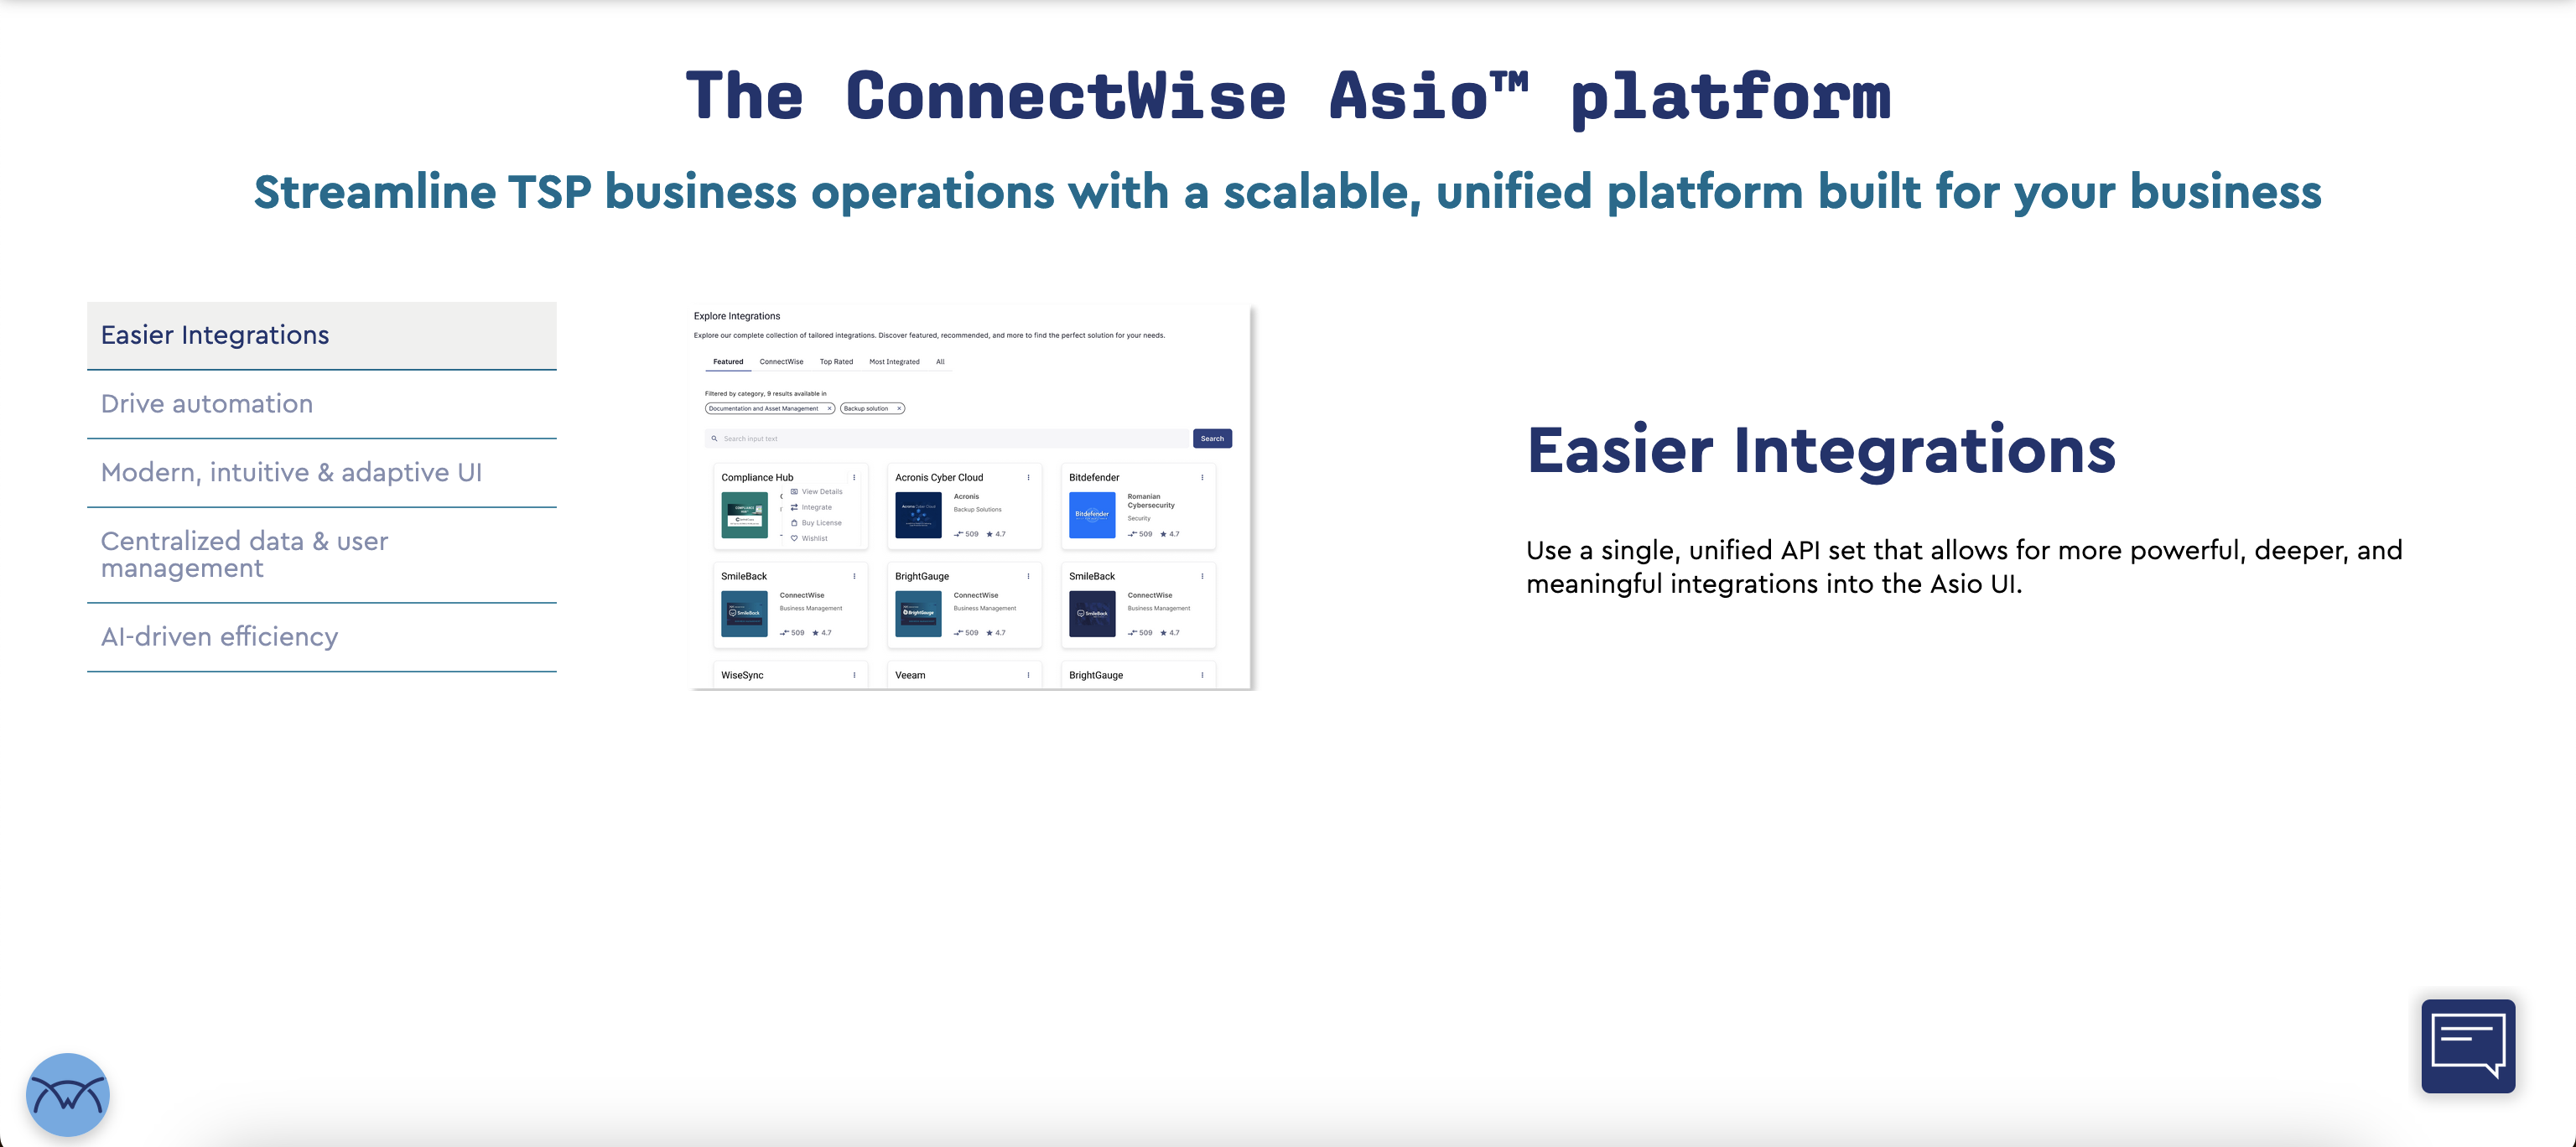 The ConnectWise Asio™ platform
Streamline TSP business operations with a scalable, unified platform built for your business
Easier Integrations
Drive automation
Modern, intuitive & adaptive UI
Centralized data & user
management
AI-driven efficiency
Explore Integrations
Explore our complete collection of tailored integrations. Discover featured, recommended, and more to find the perfect solution for your needs.
Featured ConnectWise Top Rated Most Integrated All
Filtered by category, 9 results available in
Documentation and Asset Management × Backup solution ×
Search input text Search
Compliance Hub
View Details
Integrate
Buy License
Wishlist
Acronis Cyber Cloud
Acronis Cyber Cloud
Acronis
Backup Solutions
509 4.7
Bitdefender
Bitdefender
Romanian
Cybersecurity
Security
509 4.7
SmileBack
SmileBack
ConnectWise
Business Management
509 4.7
BrightGauge
BrightGauge
ConnectWise
Business Management
509 4.7
SmileBack
SmileBack
ConnectWise
Business Management
509 4.7
WiseSync
Veeam
BrightGauge
Easier Integrations
Use a single, unified API set that allows for more powerful, deeper, and
meaningful integrations into the Asio UI.